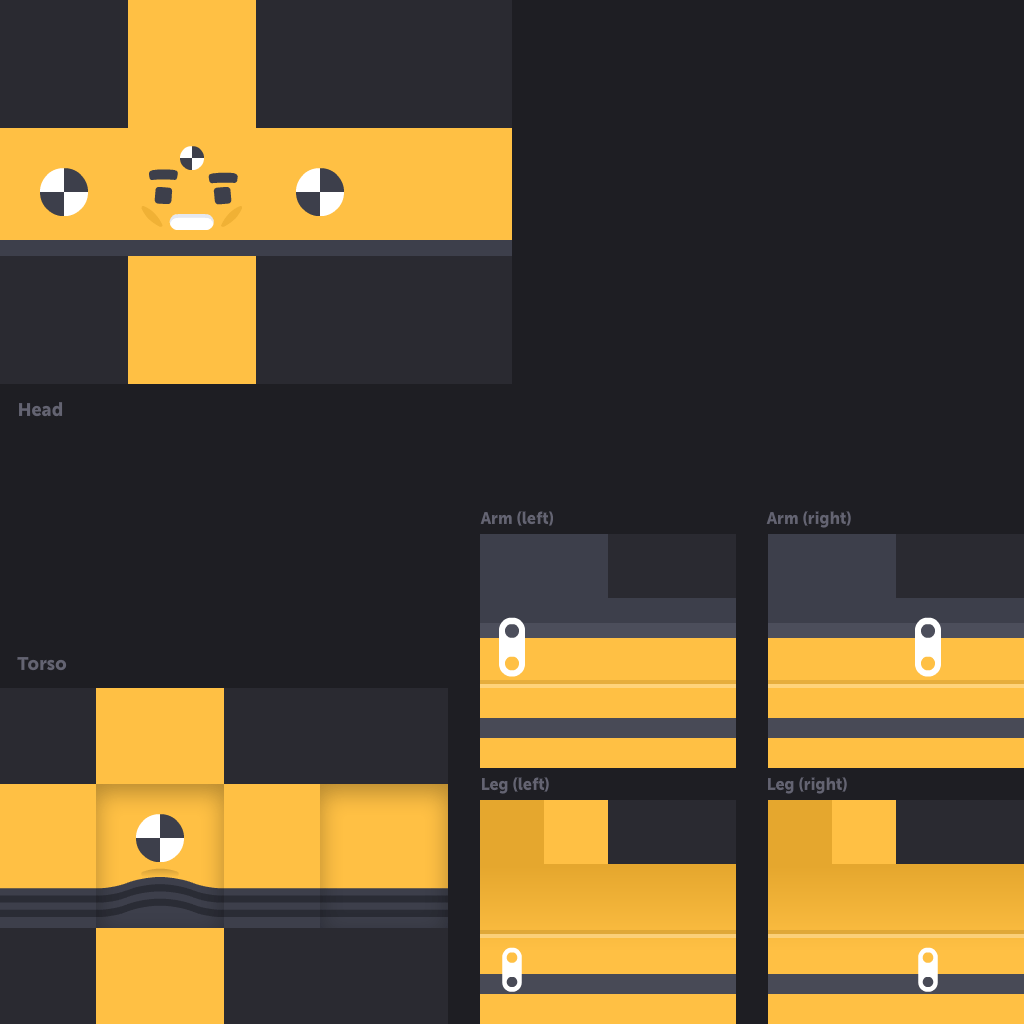 Head
Arm (left)
Arm (right)
Torso
Leg (left)
Leg (right)